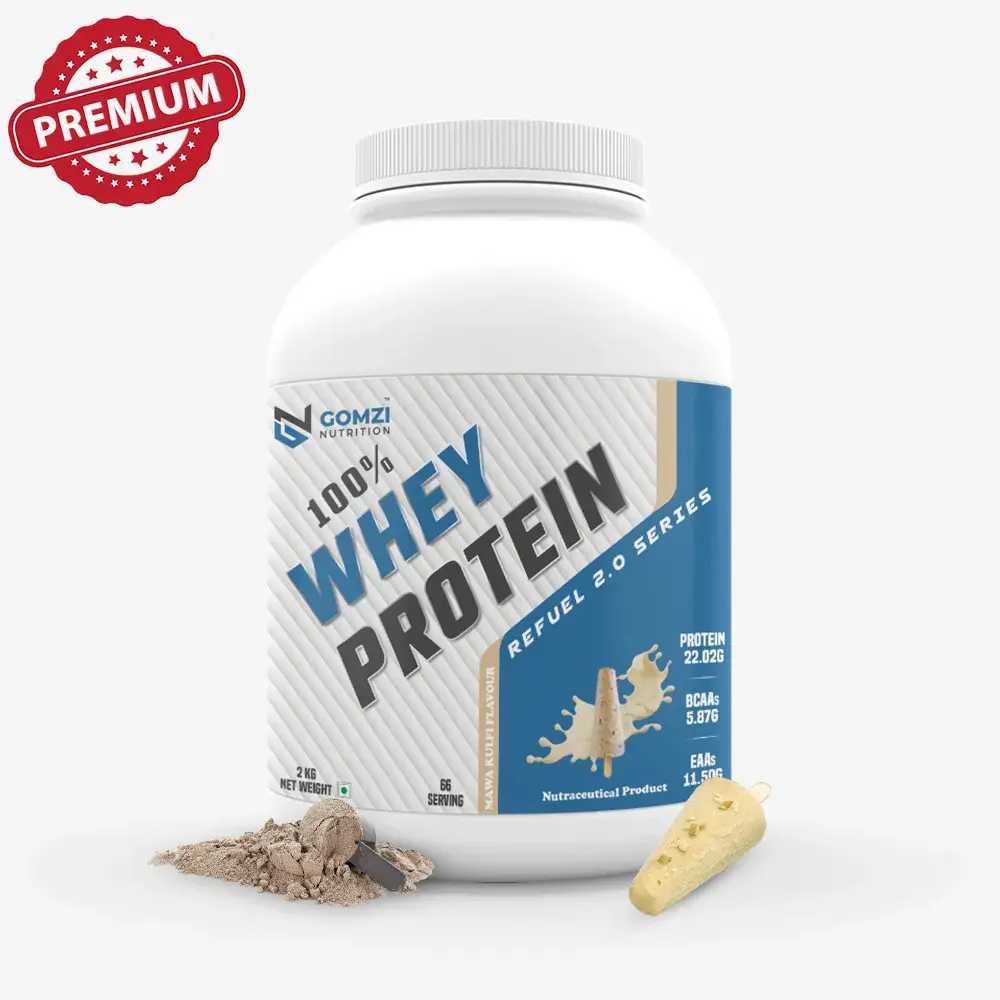 PREMIUM
GOMZI
™
NUTRITION
100%
WHEY
PROTEIN
REFUEL 2.0 SERIES
MAWA KULFI FLAVOUR
PROTEIN
22.02G
BCAAs
5.87G
EAAs
11.50G
2 KG
NET WEIGHT
66
SERVING
Nutraceutical Product